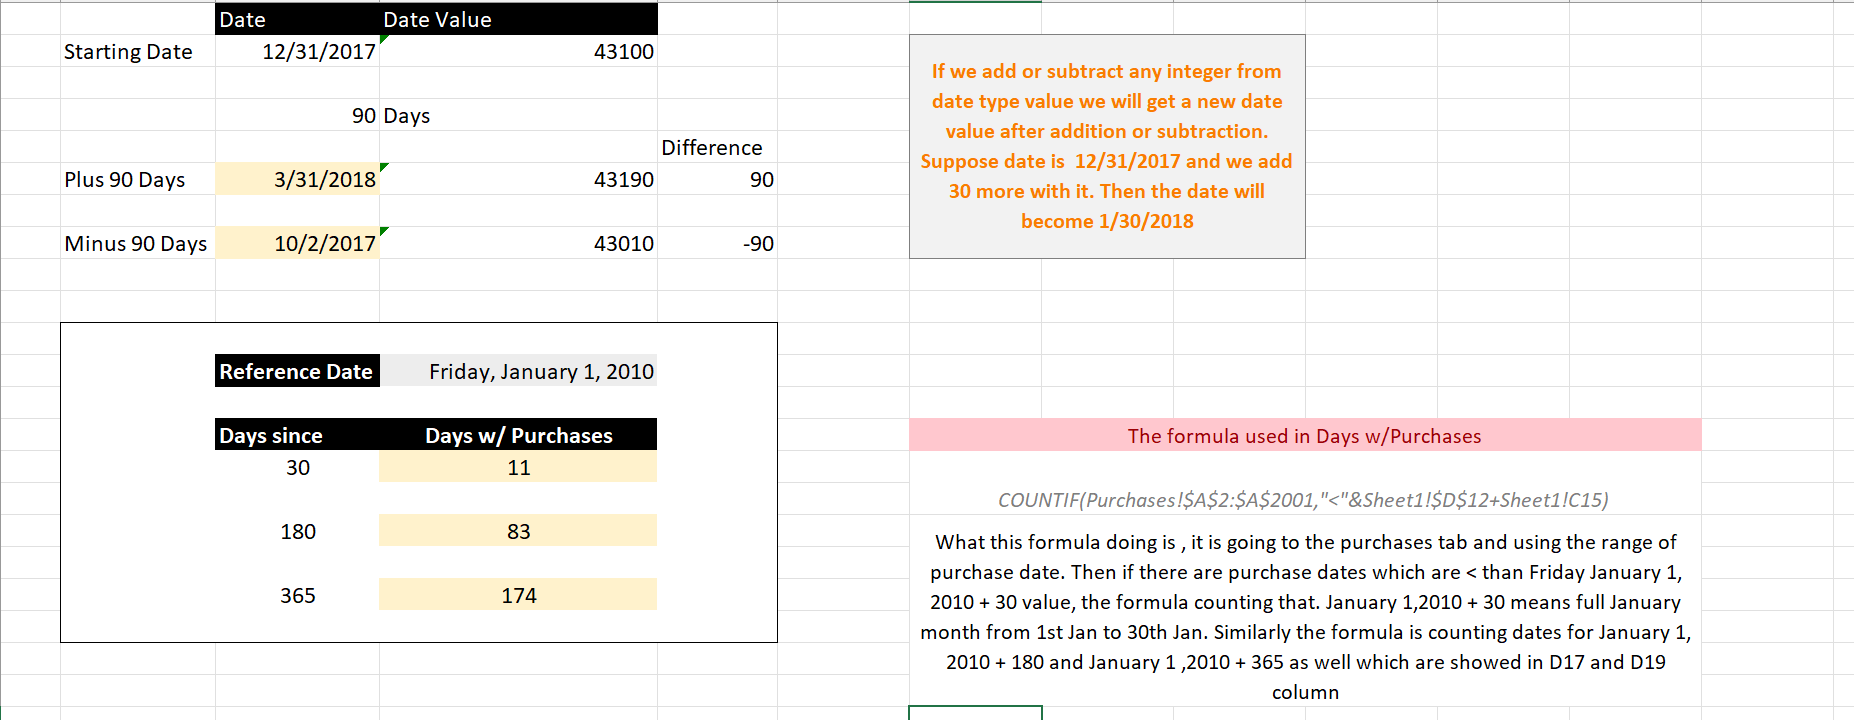 Date Date Value
Starting Date 12/31/2017 43100
90 Days
Difference
Plus 90 Days 3/31/2018 43190 90
Minus 90 Days 10/2/2017 43010 -90
If we add or subtract any integer from
date type value we will get a new date
value after addition or subtraction.
Suppose date is  12/31/2017 and we add
30 more with it. Then the date will
become 1/30/2018
Reference Date Friday, January 1, 2010
Days since Days w/ Purchases
30 11
180 83
365 174
The formula used in Days w/Purchases
COUNTIF(Purchases!$A$2:$A$2001,"<"&Sheet1!$D$12+Sheet1!C15)
What this formula doing is , it is going to the purchases tab and using the range of
purchase date. Then if there are purchase dates which are < than Friday January 1,
2010 + 30 value, the formula counting that. January 1,2010 + 30 means full January
month from 1st Jan to 30th Jan. Similarly the formula is counting dates for January 1,
2010 + 180 and January 1 ,2010 + 365 as well which are showed in D17 and D19
column